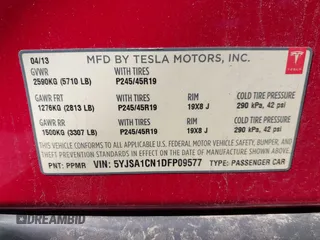 04/13 MFD BY TESLA MOTORS, INC.
GVWR WITH TIRES
2590KG (5710 LB) P245/45R19
TESLA
GAWR FRT WITH TIRES RIM COLD TIRE PRESSURE
1276KG (2813 LB) P245/45R19 19X8 J 290 kPa, 42 psi
GAWR RR WITH TIRES RIM COLD TIRE PRESSURE
1500KG (3307 LB) P245/45R19 19X8 J 290 kPa, 42 psi
THIS VEHICLE CONFORMS TO ALL APPLICABLE FEDERAL MOTOR VEHICLE SAFETY, BUMPER, AND
THEFT PREVENTION STANDARDS IN EFFECT ON THE DATE OF MANUFACTURE SHOWN ABOVE.
PNT: PPMR VIN: 5YJSA1CN1DFP09577 TYPE: PASSENGER CAR
AUTOBIDMASTER